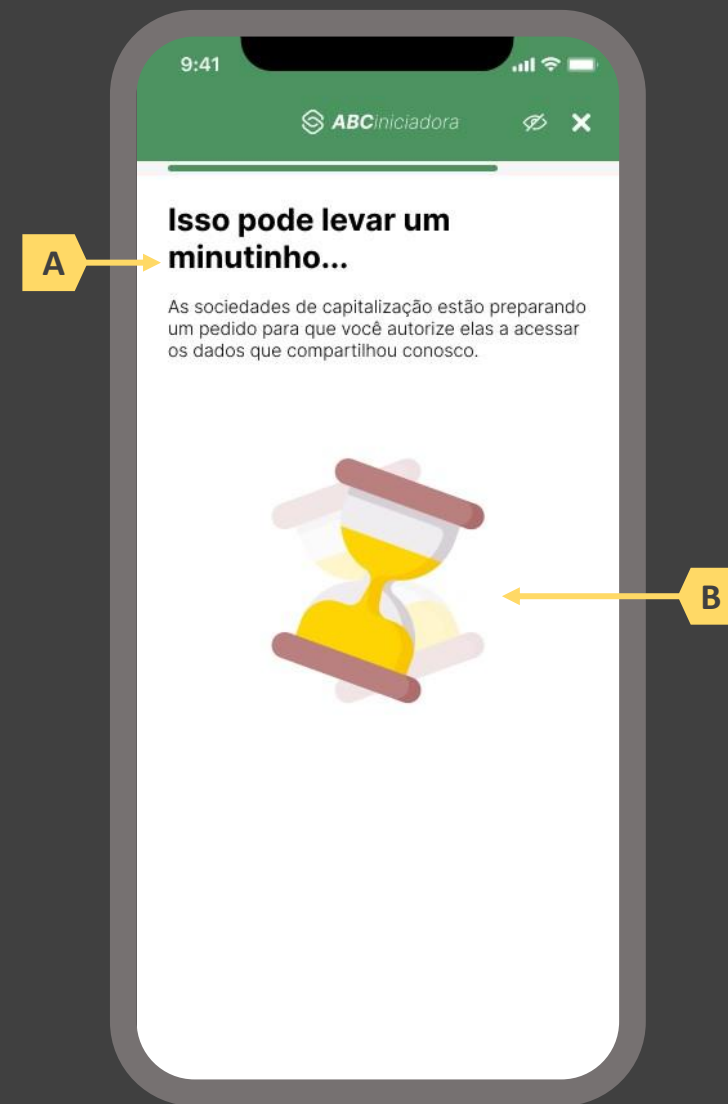 9:41
ABCiniciadora
Isso pode levar um
minutinho...
A
As sociedades de capitalização estão preparando
um pedido para que você autorize elas a acessar
os dados que compartilhou conosco.
B